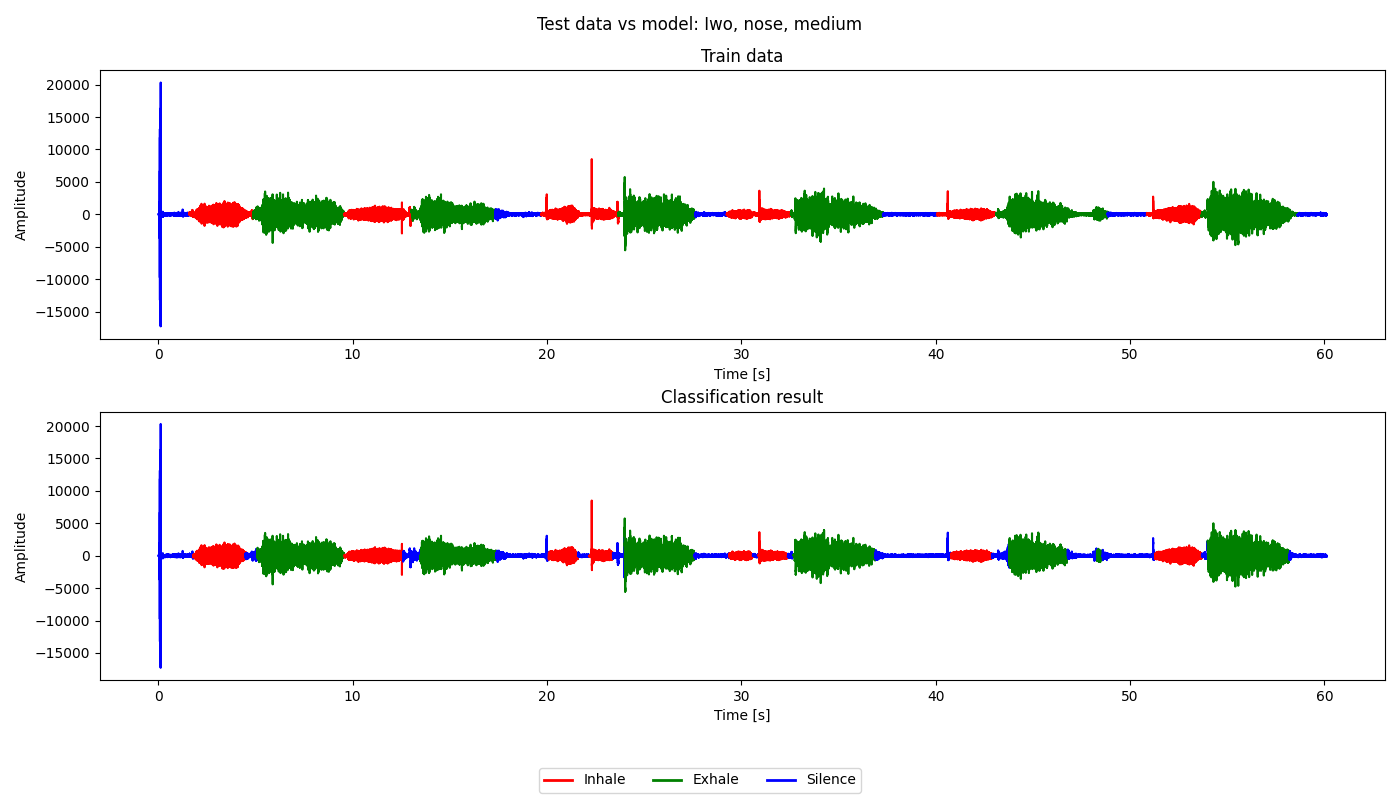 Test data vs model: Iwo, nose, medium
Train data
20000
15000
10000
5000
0
−5000
−10000
−15000
Amplitude
0 10 20 30 40 50 60
Time [s]
Classification result
20000
15000
10000
5000
0
−5000
−10000
−15000
Amplitude
0 10 20 30 40 50 60
Time [s]
Inhale Exhale Silence